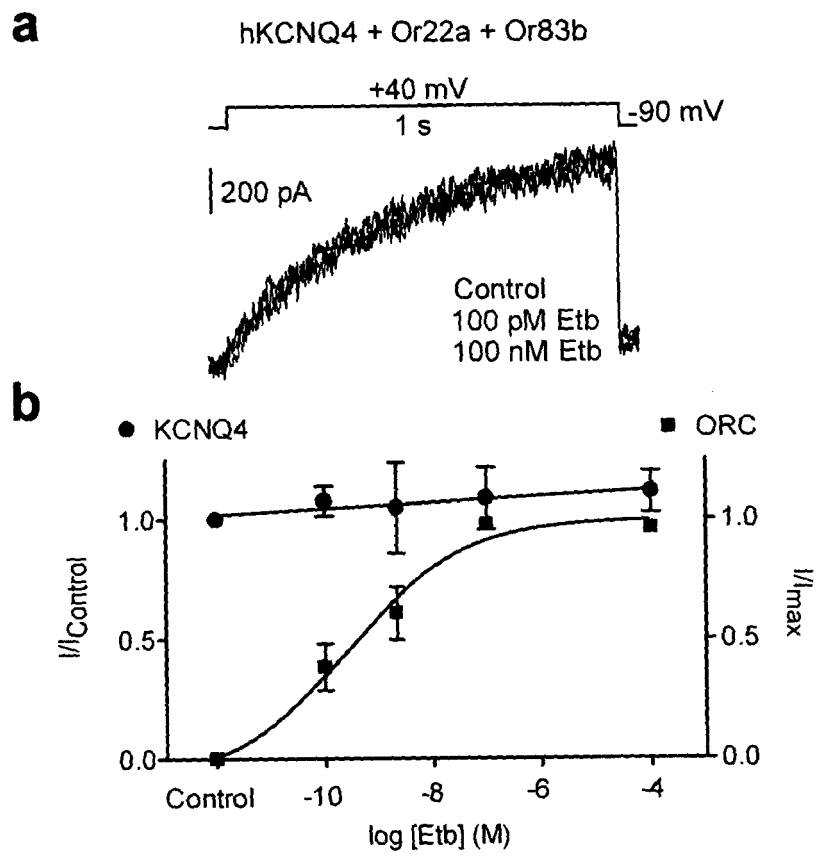 a
hKCNQ4 + Or22a + Or83b
+40 mV
1 s
-90 mV
200 pA
Control
100 pM Etb
100 nM Etb
b
KCNQ4
ORC
1.0
0.5
0.0
I/IControl
1.0
0.5
0.0
I/Imax
Control -10 -8 -6 -4
log [Etb] (M)